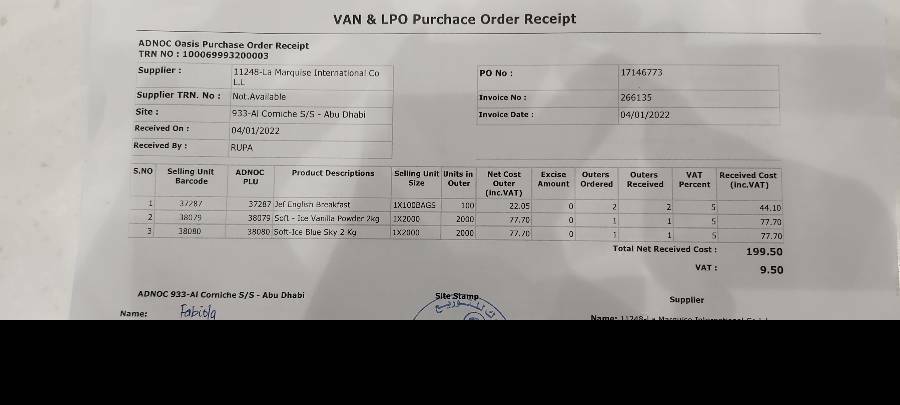 VAN & LPO Purchace Order Receipt
ADNOC Oasis Purchase Order Receipt
TRN NO : 100069993200003
Supplier : 11248-La Marquise International Co L.L PO No : 17146773
Supplier TRN. No : Not.Available Invoice No : 266135
Site : 933-Al Corniche S/S - Abu Dhabi Invoice Date : 04/01/2022
Received On : 04/01/2022
Received By : RUPA
S.NO Selling Unit Barcode ADNOC PLU Product Descriptions Selling Unit Size Units in Outer Net Cost Outer (inc.VAT) Excise Amount Outers Ordered Outers Received VAT Percent Received Cost (inc.VAT)
1 37287 37287 Jef English Breakfast 1X100BAGS 100 22.05 0 2 2 5 44.10
2 38079 38079 Soft - Ice Vanilla Powder 2kg 1X2000 2000 77.70 0 1 1 5 77.70
3 38080 38080 Soft-Ice Blue Sky 2 Kg 1X2000 2000 77.70 0 1 1 5 77.70
Total Net Received Cost : 199.50
VAT : 9.50
ADNOC 933-Al Corniche S/S - Abu Dhabi Site Stamp Supplier
Name: Fabiola Name: 11248-La Marquise International Co L.L